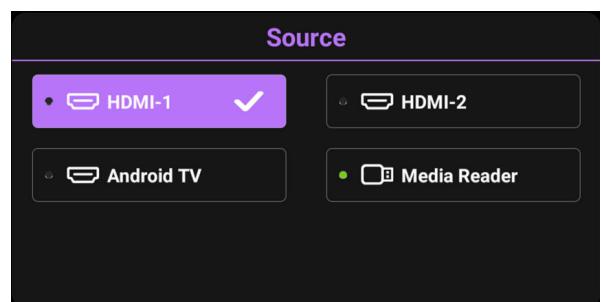 Source
HDMI-1
HDMI-2
Android TV
Media Reader